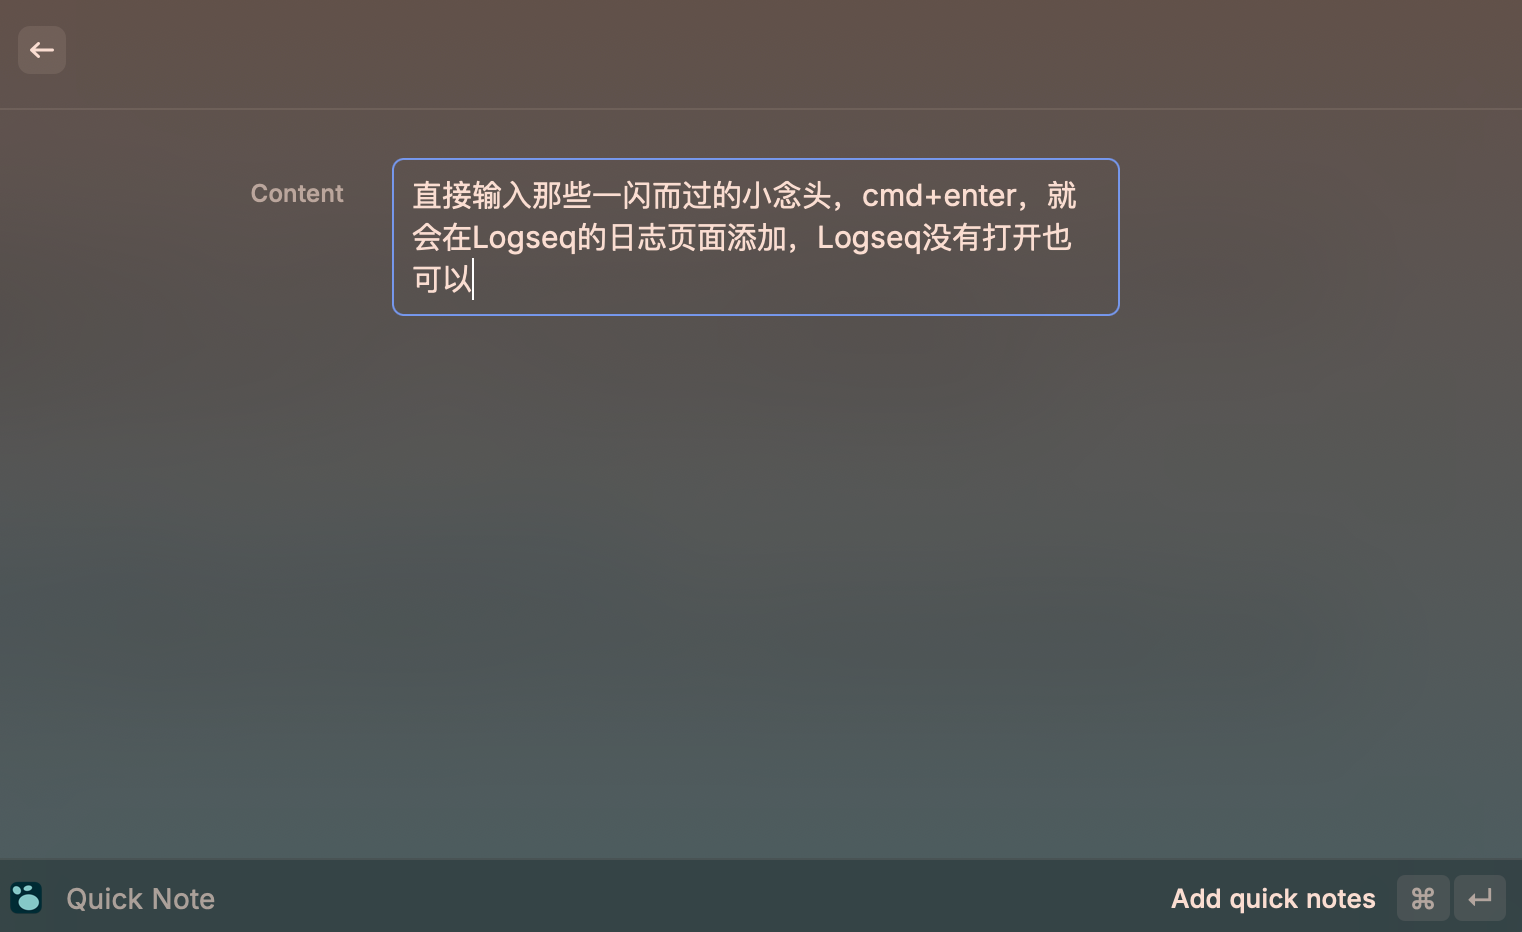 Content
直接输入那些一闪而过的小念头，cmd+enter，就
会在Logseq的日志页面添加，Logseq没有打开也
可以
Quick Note
Add quick notes ⌘ ↵